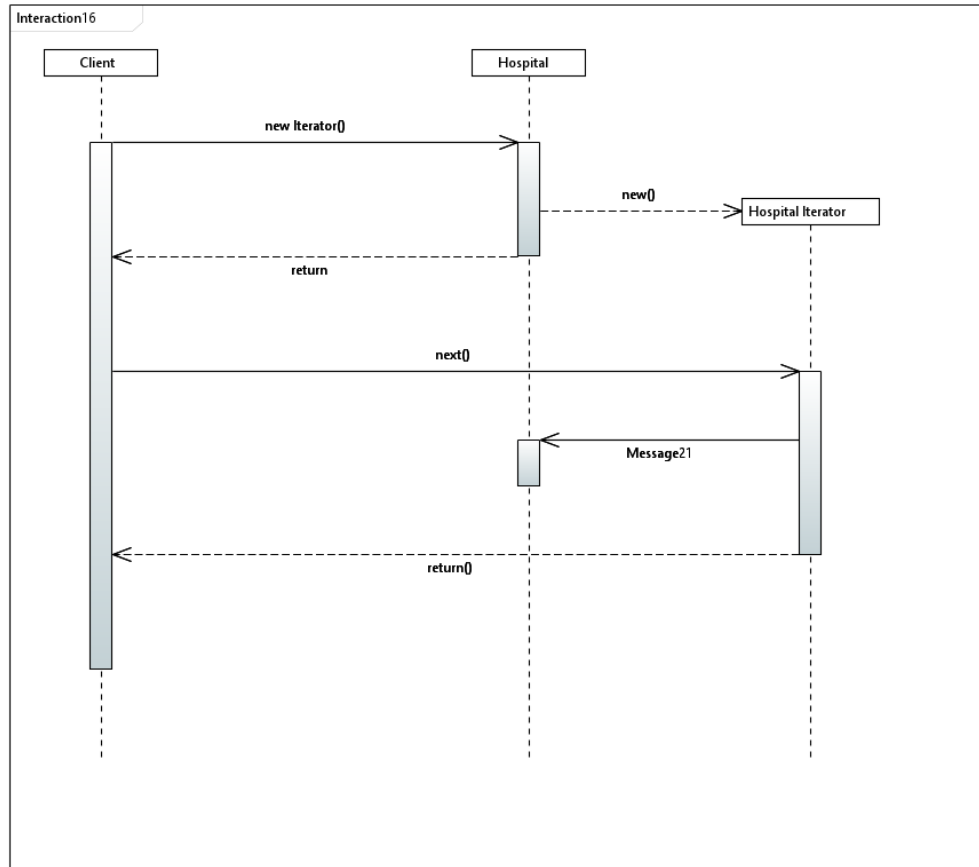 Interaction16
Client
Hospital
new Iterator()
new()
Hospital Iterator
return
next()
Message21
return()